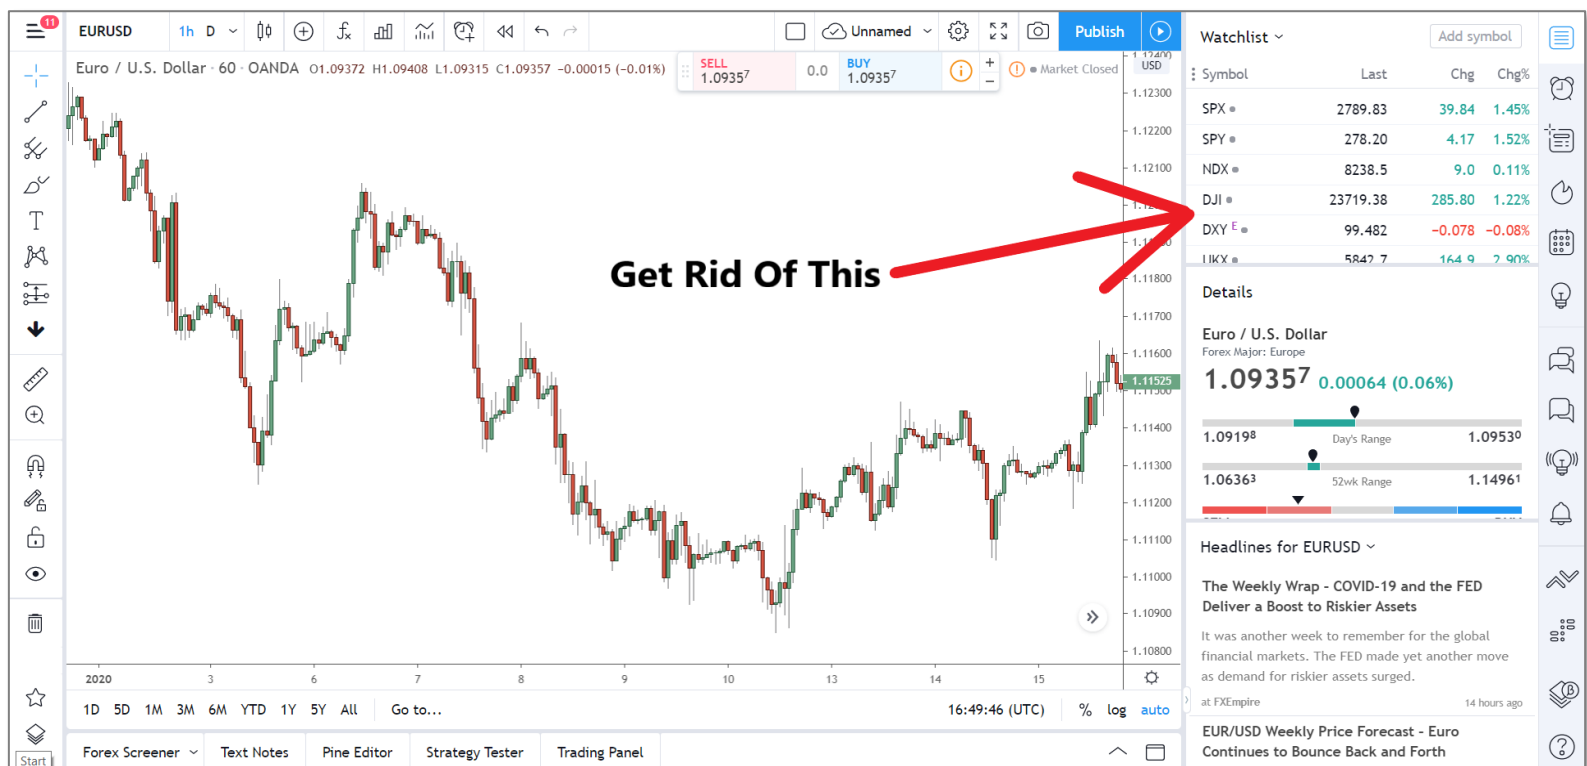 11
EURUSD
1h D
Unnamed
Publish
Euro / U.S. Dollar · 60 · OANDA O1.09372 H1.09408 L1.09315 C1.09357 −0.00015 (−0.01%)
SELL
1.09357
0.0
BUY
1.09357
Market Closed
1.12400
USD
1.12300
1.12200
1.12100
1.11800
1.11700
1.11600
1.11525
1.11400
1.11300
1.11200
1.11100
1.11000
1.10900
1.10800
Get Rid Of This
2020 3 6 7 8 9 10 13 14 15
1D 5D 1M 3M 6M YTD 1Y 5Y All Go to...
16:49:46 (UTC) % log auto
Forex Screener Text Notes Pine Editor Strategy Tester Trading Panel
Start
Watchlist
Add symbol
Symbol Last Chg Chg%
SPX 2789.83 39.84 1.45%
SPY 278.20 4.17 1.52%
NDX 8238.5 9.0 0.11%
DJI 23719.38 285.80 1.22%
DXY E 99.482 −0.078 −0.08%
UKX 5842.7 164.9 2.90%
Details
Euro / U.S. Dollar
Forex Major: Europe
1.09357 0.00064 (0.06%)
1.09198 Day's Range 1.09530
1.06363 52wk Range 1.14961
Headlines for EURUSD
The Weekly Wrap - COVID-19 and the FED
Deliver a Boost to Riskier Assets
It was another week to remember for the global
financial markets. The FED made yet another move
as demand for riskier assets surged.
at FXEmpire 14 hours ago
EUR/USD Weekly Price Forecast - Euro
Continues to Bounce Back and Forth